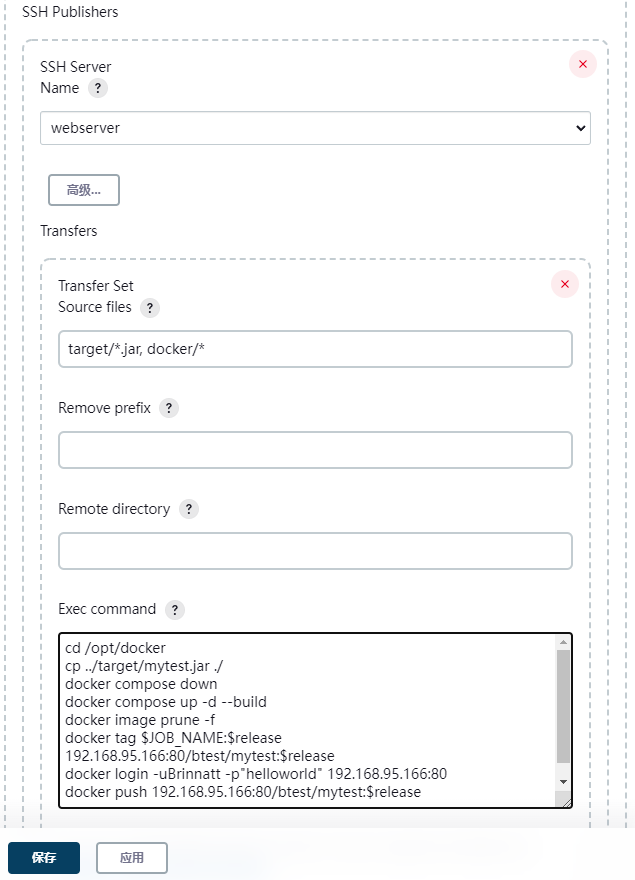 SSH Publishers
SSH Server
Name ?
webserver
高级...
Transfers
Transfer Set
Source files ?
target/*.jar, docker/*
Remove prefix ?
Remote directory ?
Exec command ?
cd /opt/docker
cp ../target/mytest.jar ./
docker compose down
docker compose up -d --build
docker image prune -f
docker tag $JOB_NAME:$release
192.168.95.166:80/btest/mytest:$release
docker login -uBrinnatt -p"helloworld" 192.168.95.166:80
docker push 192.168.95.166:80/btest/mytest:$release
保存 应用